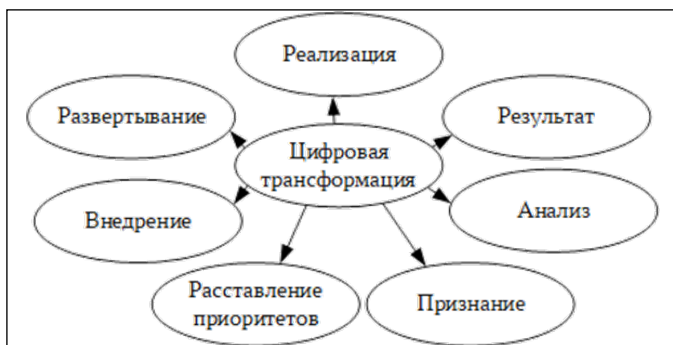 Реализация
Развертывание
Результат
Цифровая
трансформация
Внедрение
Анализ
Расставление
приоритетов
Признание